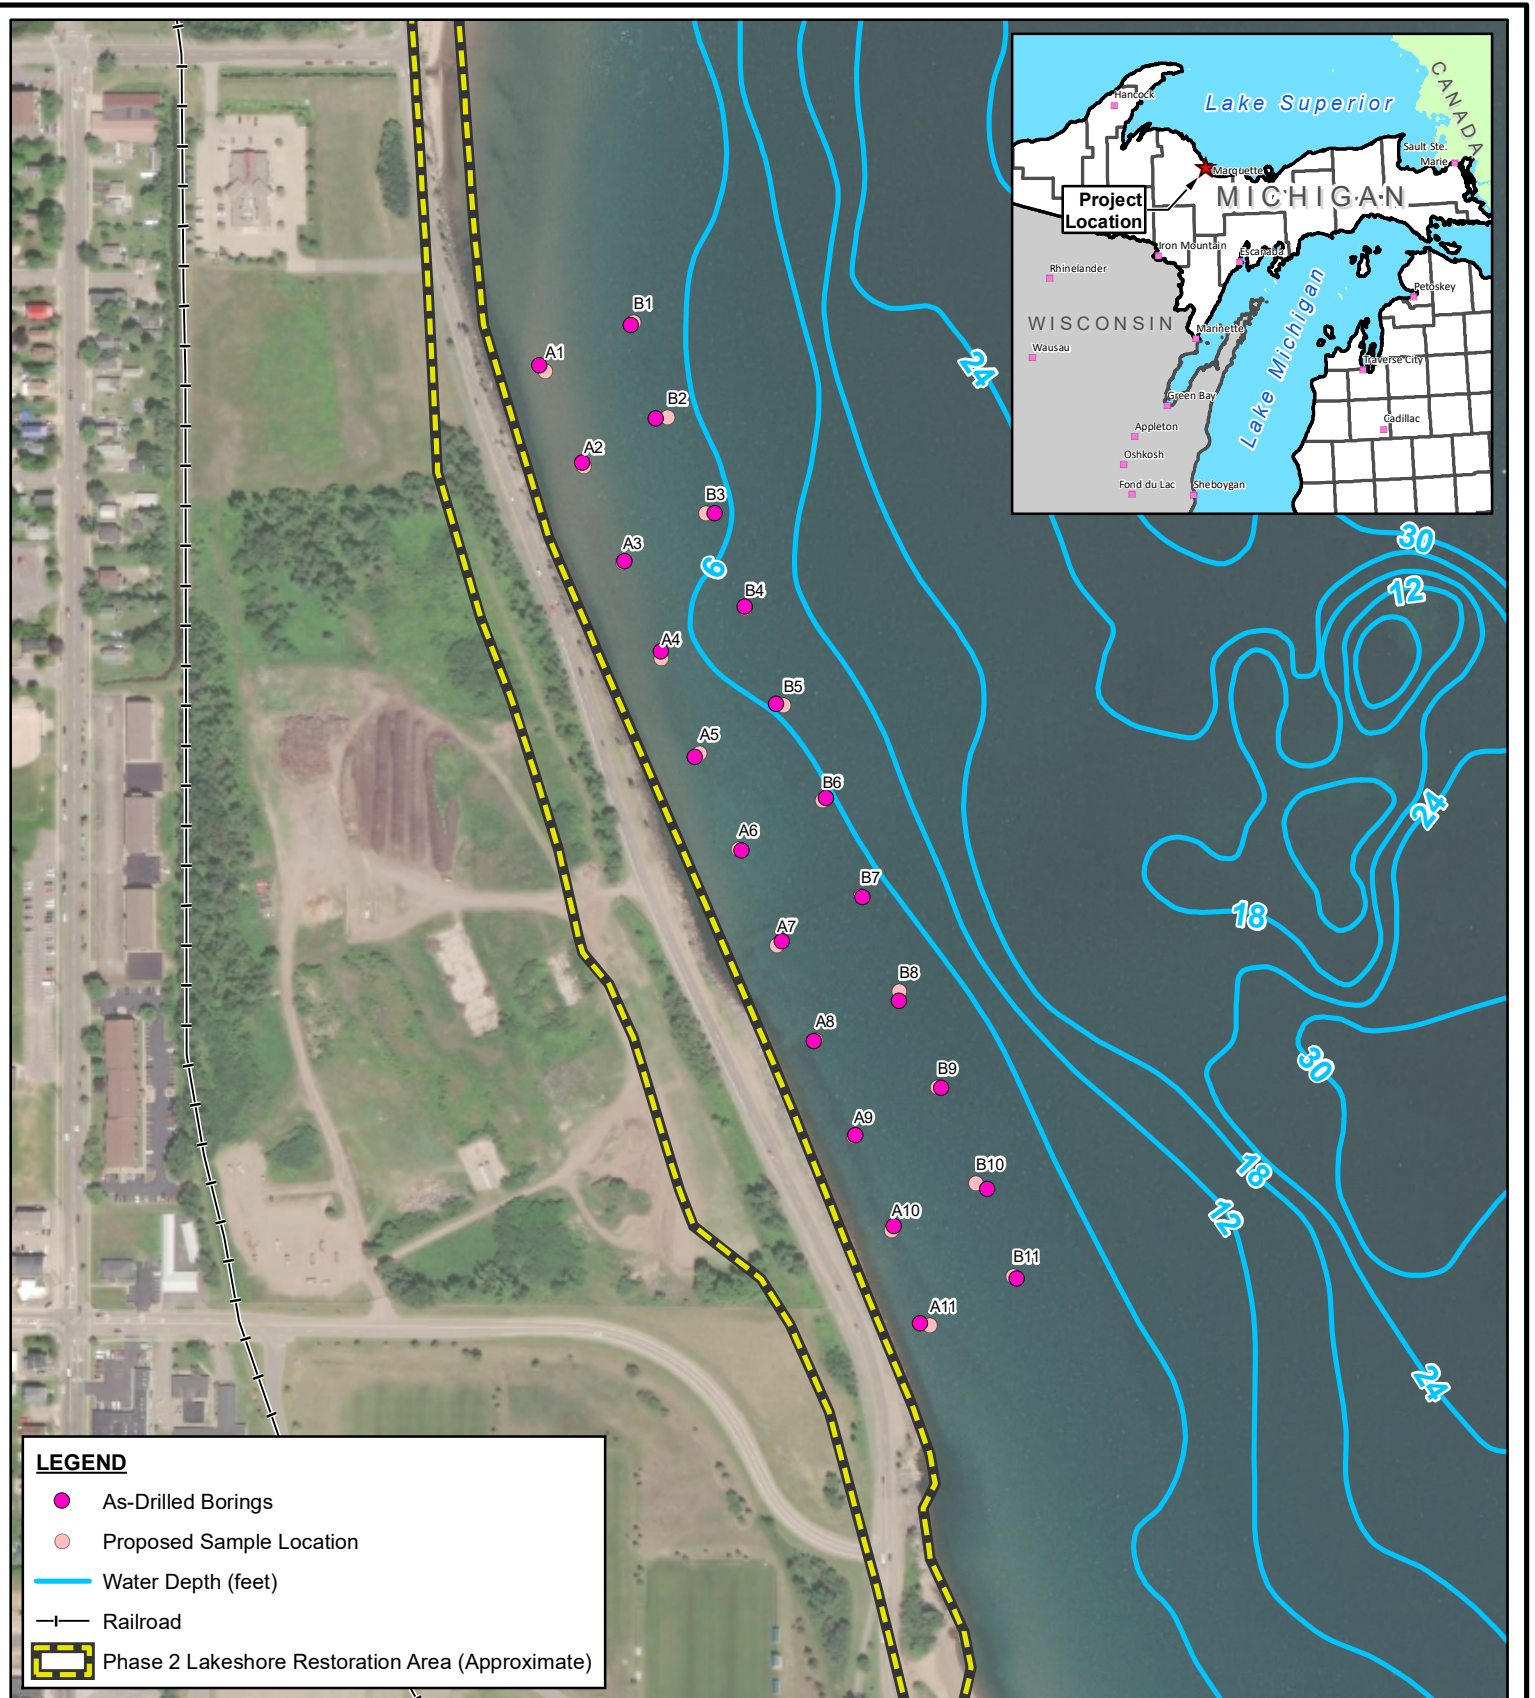 Hancock
Lake Superior
CANADA
Sault Ste.
Marie
Marquette
MICHIGAN
Project
Location
Iron Mountain
Escanaba
Rhinelander
Petoskey
WISCONSIN
Marinette
Wausau
Lake Michigan
Traverse City
Green Bay
Cadillac
Appleton
Oshkosh
Fond du Lac
Sheboygan
B1
A1
24
B2
A2
B3
30
A3
6
12
B4
A4
B5
A5
B6
24
A6
B7
18
A7
B8
A8
30
B9
A9
B10
18
A10
12
B11
A11
24
LEGEND
As-Drilled Borings
Proposed Sample Location
Water Depth (feet)
Railroad
Phase 2 Lakeshore Restoration Area (Approximate)